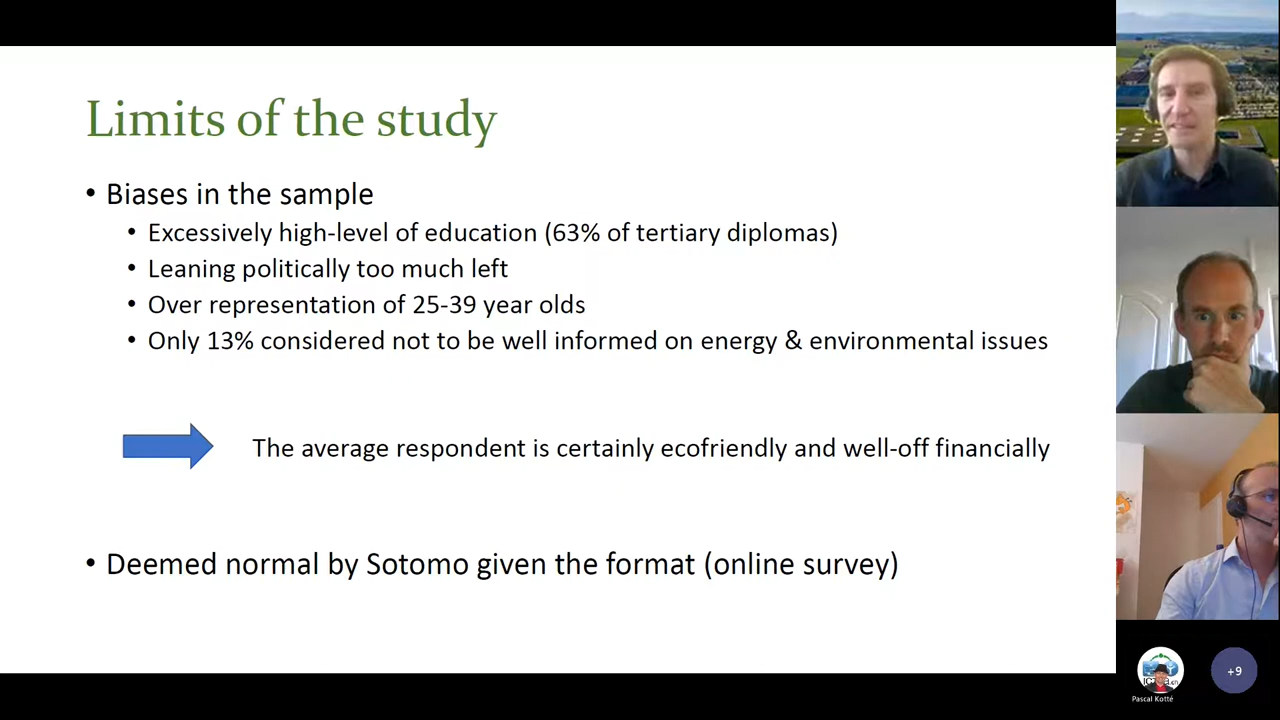 Limits of the study
• Biases in the sample
• Excessively high-level of education (63% of tertiary diplomas)
• Leaning politically too much left
• Over representation of 25-39 year olds
• Only 13% considered not to be well informed on energy & environmental issues
The average respondent is certainly ecofriendly and well-off financially
• Deemed normal by Sotomo given the format (online survey)
Pascal Kotté
+9